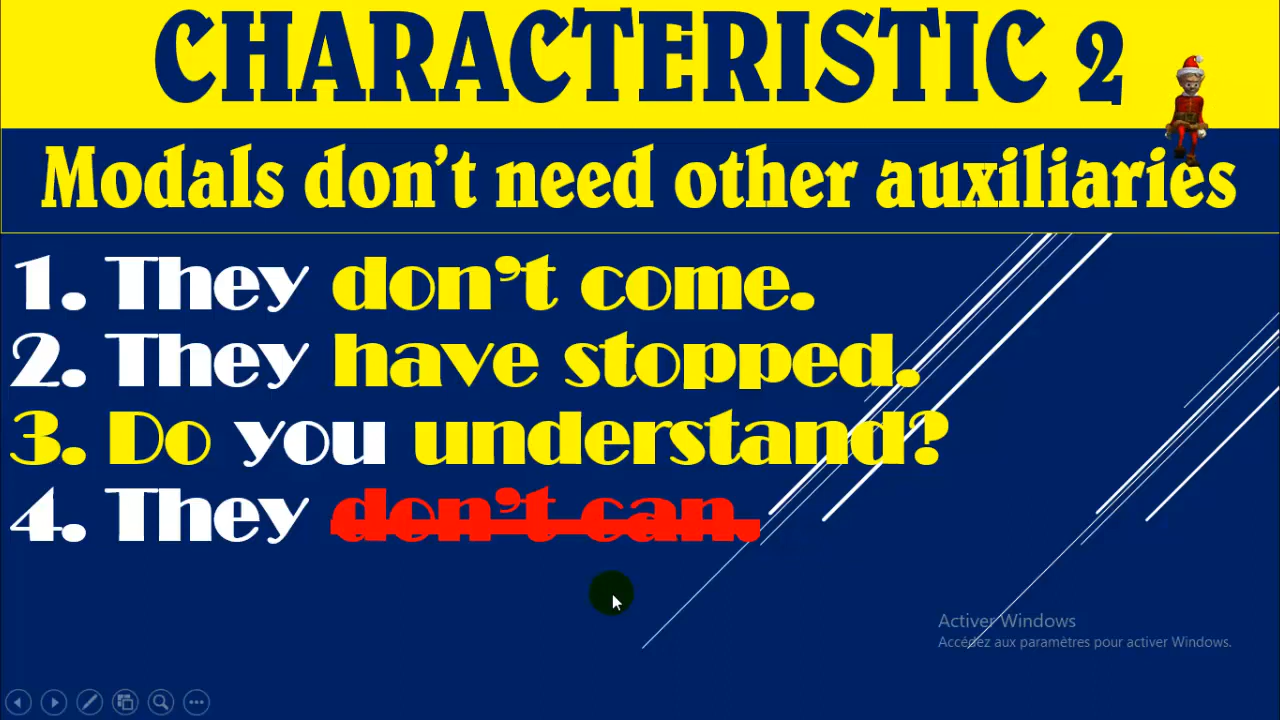 CHARACTERISTIC 2
Modals don't need other auxiliaries
1. They don't come.
2. They have stopped.
3. Do you understand?
4. They don't can.
Activer Windows
Accédez aux paramètres pour activer Windows.